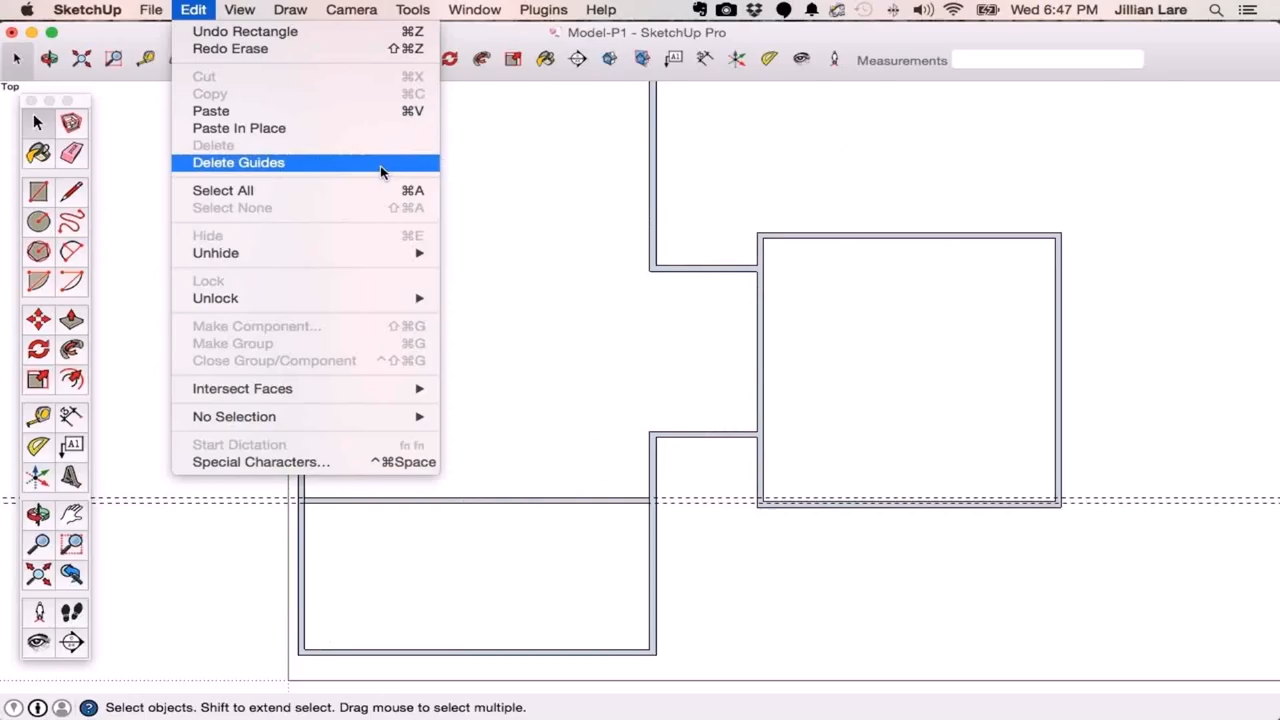 SketchUp File Edit View Draw Camera Tools Window Plugins Help Wed 6:47 PM Jillian Lare
Model-P1 - SketchUp Pro
Measurements
Top
Undo Rectangle ⌘Z
Redo Erase ⇧⌘Z
Cut ⌘X
Copy ⌘C
Paste ⌘V
Paste In Place
Delete
Delete Guides
Select All ⌘A
Select None ⇧⌘A
Hide ⌘E
Unhide
Lock
Unlock
Make Component... ⇧⌘G
Make Group ⌘G
Close Group/Component ^⇧⌘G
Intersect Faces
No Selection
Start Dictation fn fn
Special Characters... ^⌘Space
A1
A1
Select objects. Shift to extend select. Drag mouse to select multiple.